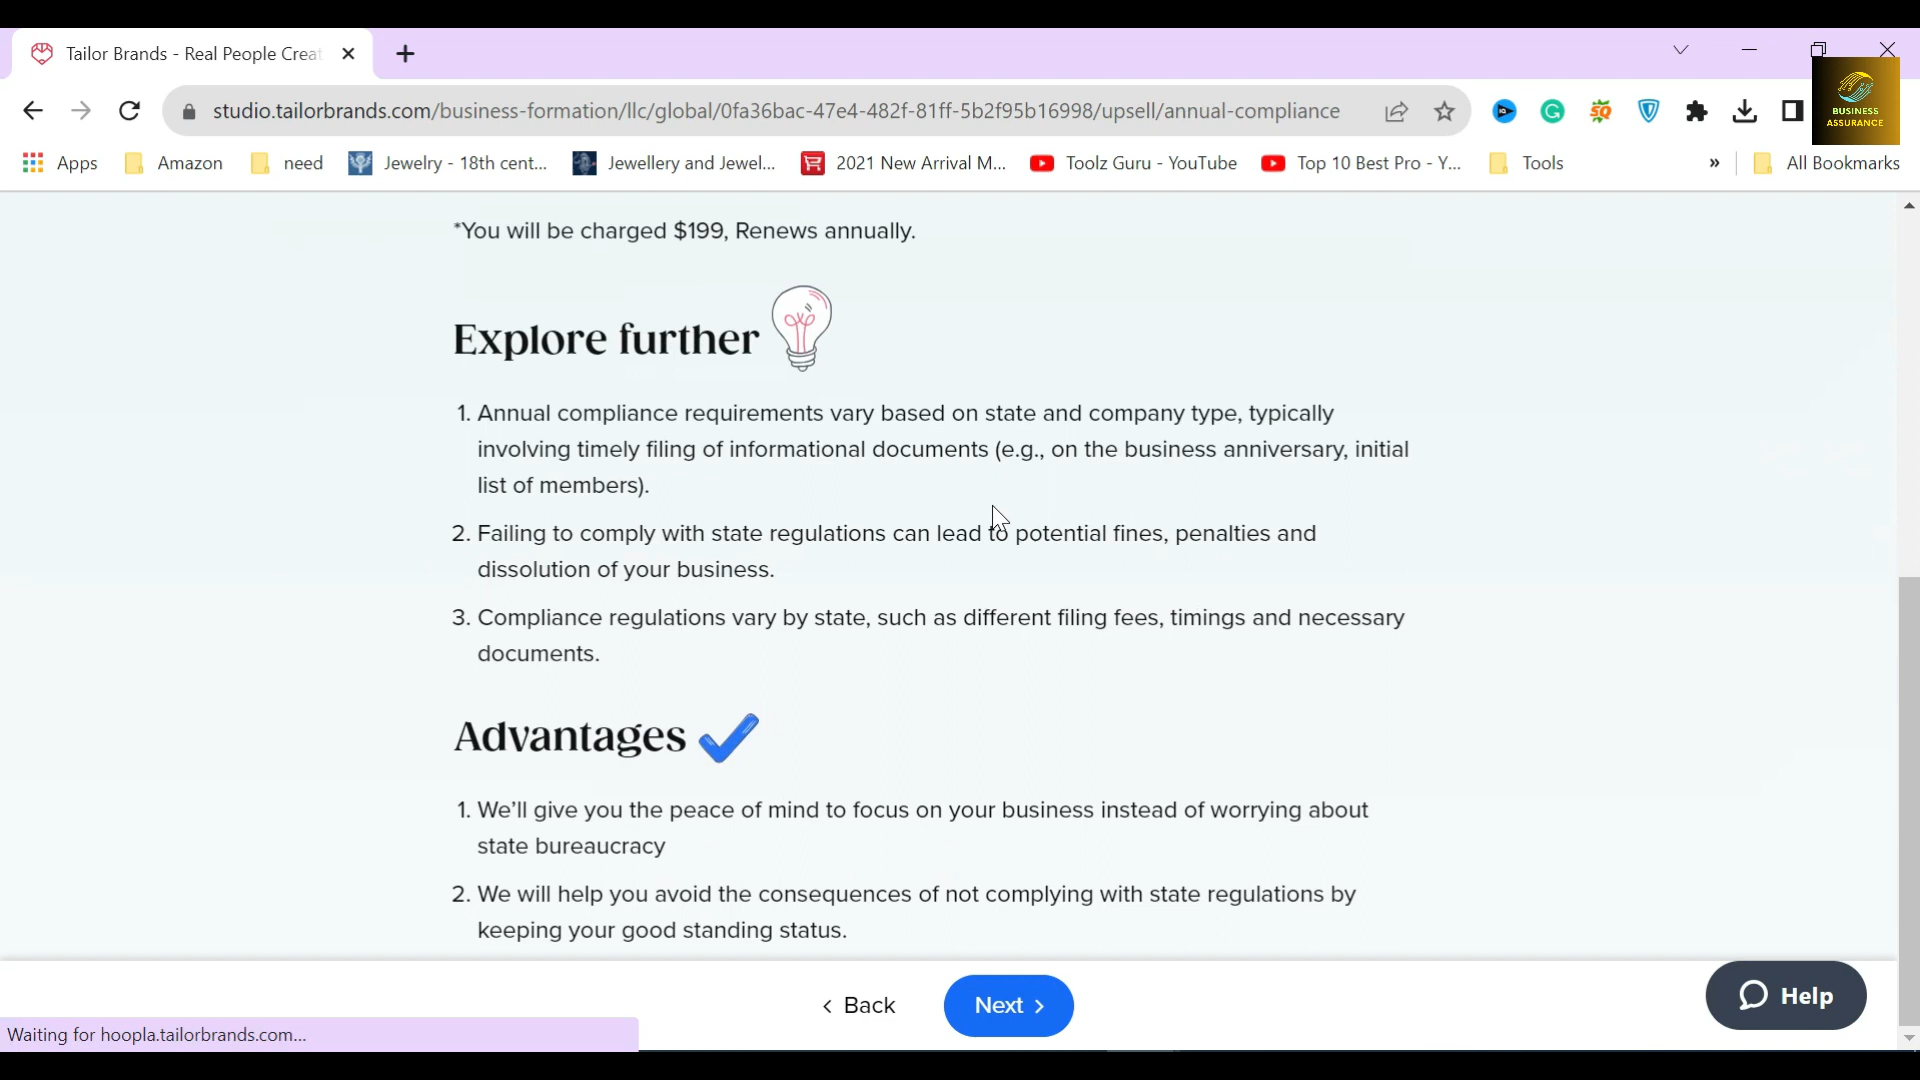 Tailor Brands - Real People Creat
studio.tailorbrands.com/business-formation/llc/global/0fa36bac-47e4-482f-81ff-5b2f95b16998/upsell/annual-compliance
BUSINESS
ASSURANCE
Apps
Amazon
need
Jewelry - 18th cent...
Jewellery and Jewel...
2021 New Arrival M...
Toolz Guru - YouTube
Top 10 Best Pro - Y...
Tools
»
All Bookmarks
*You will be charged $199, Renews annually.
Explore further
1. Annual compliance requirements vary based on state and company type, typically
involving timely filing of informational documents (e.g., on the business anniversary, initial
list of members).
2. Failing to comply with state regulations can lead to potential fines, penalties and
dissolution of your business.
3. Compliance regulations vary by state, such as different filing fees, timings and necessary
documents.
Advantages
1. We'll give you the peace of mind to focus on your business instead of worrying about
state bureaucracy
2. We will help you avoid the consequences of not complying with state regulations by
keeping your good standing status.
Back
Next
Help
Waiting for hoopla.tailorbrands.com...